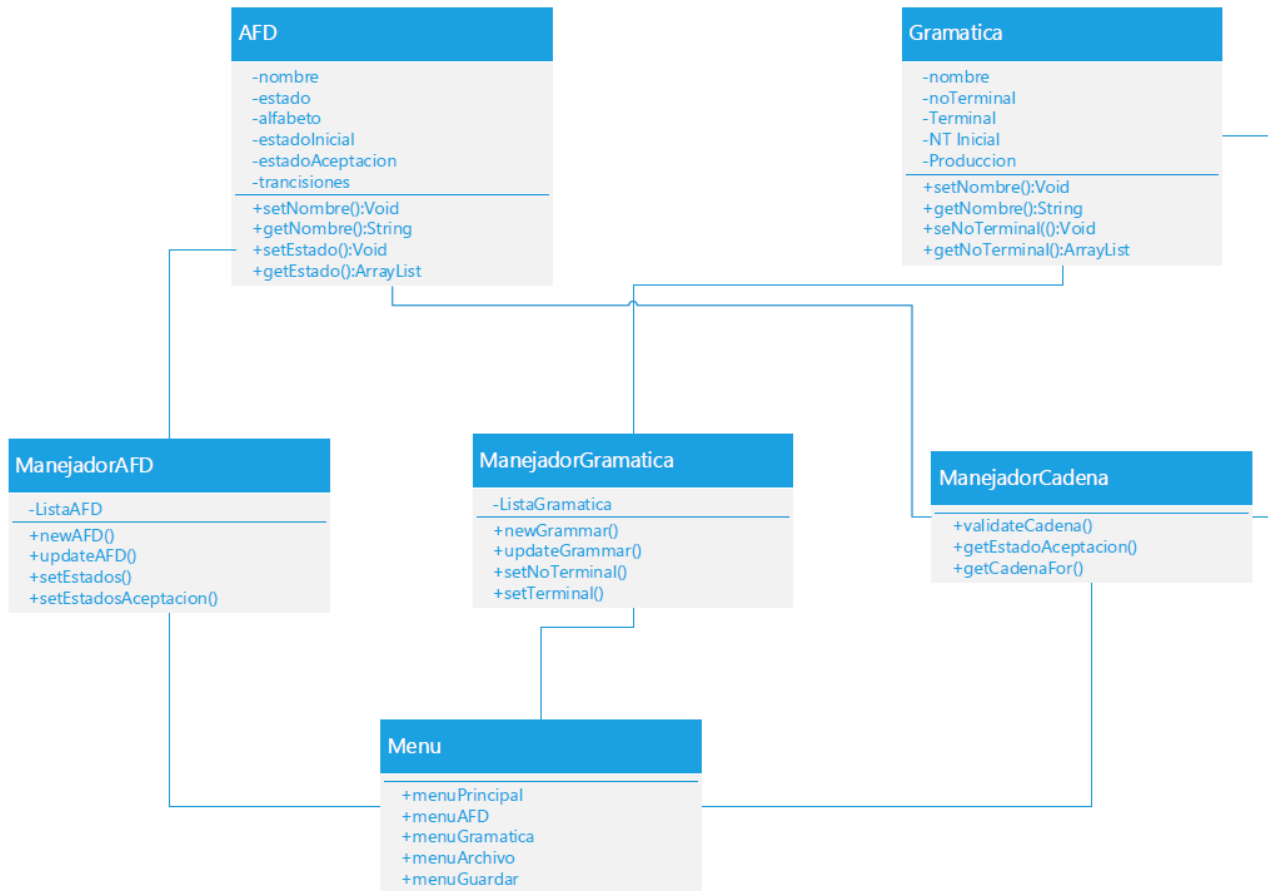 AFD
-nombre
-estado
-alfabeto
-estadoInicial
-estadoAceptacion
-trancisiones
+setNombre():Void
+getNombre():String
+setEstado():Void
+getEstado():ArrayList
Gramatica
-nombre
-noTerminal
-Terminal
-NT Inicial
-Produccion
+setNombre():Void
+getNombre():String
+seNoTerminal(():Void
+getNoTerminal():ArrayList
ManejadorAFD
-ListaAFD
+newAFD()
+updateAFD()
+setEstados()
+setEstadosAceptacion()
ManejadorGramatica
-ListaGramatica
+newGrammar()
+updateGrammar()
+setNoTerminal()
+setTerminal()
ManejadorCadena
+validateCadena()
+getEstadoAceptacion()
+getCadenaFor()
Menu
+menuPrincipal
+menuAFD
+menuGramatica
+menuArchivo
+menuGuardar